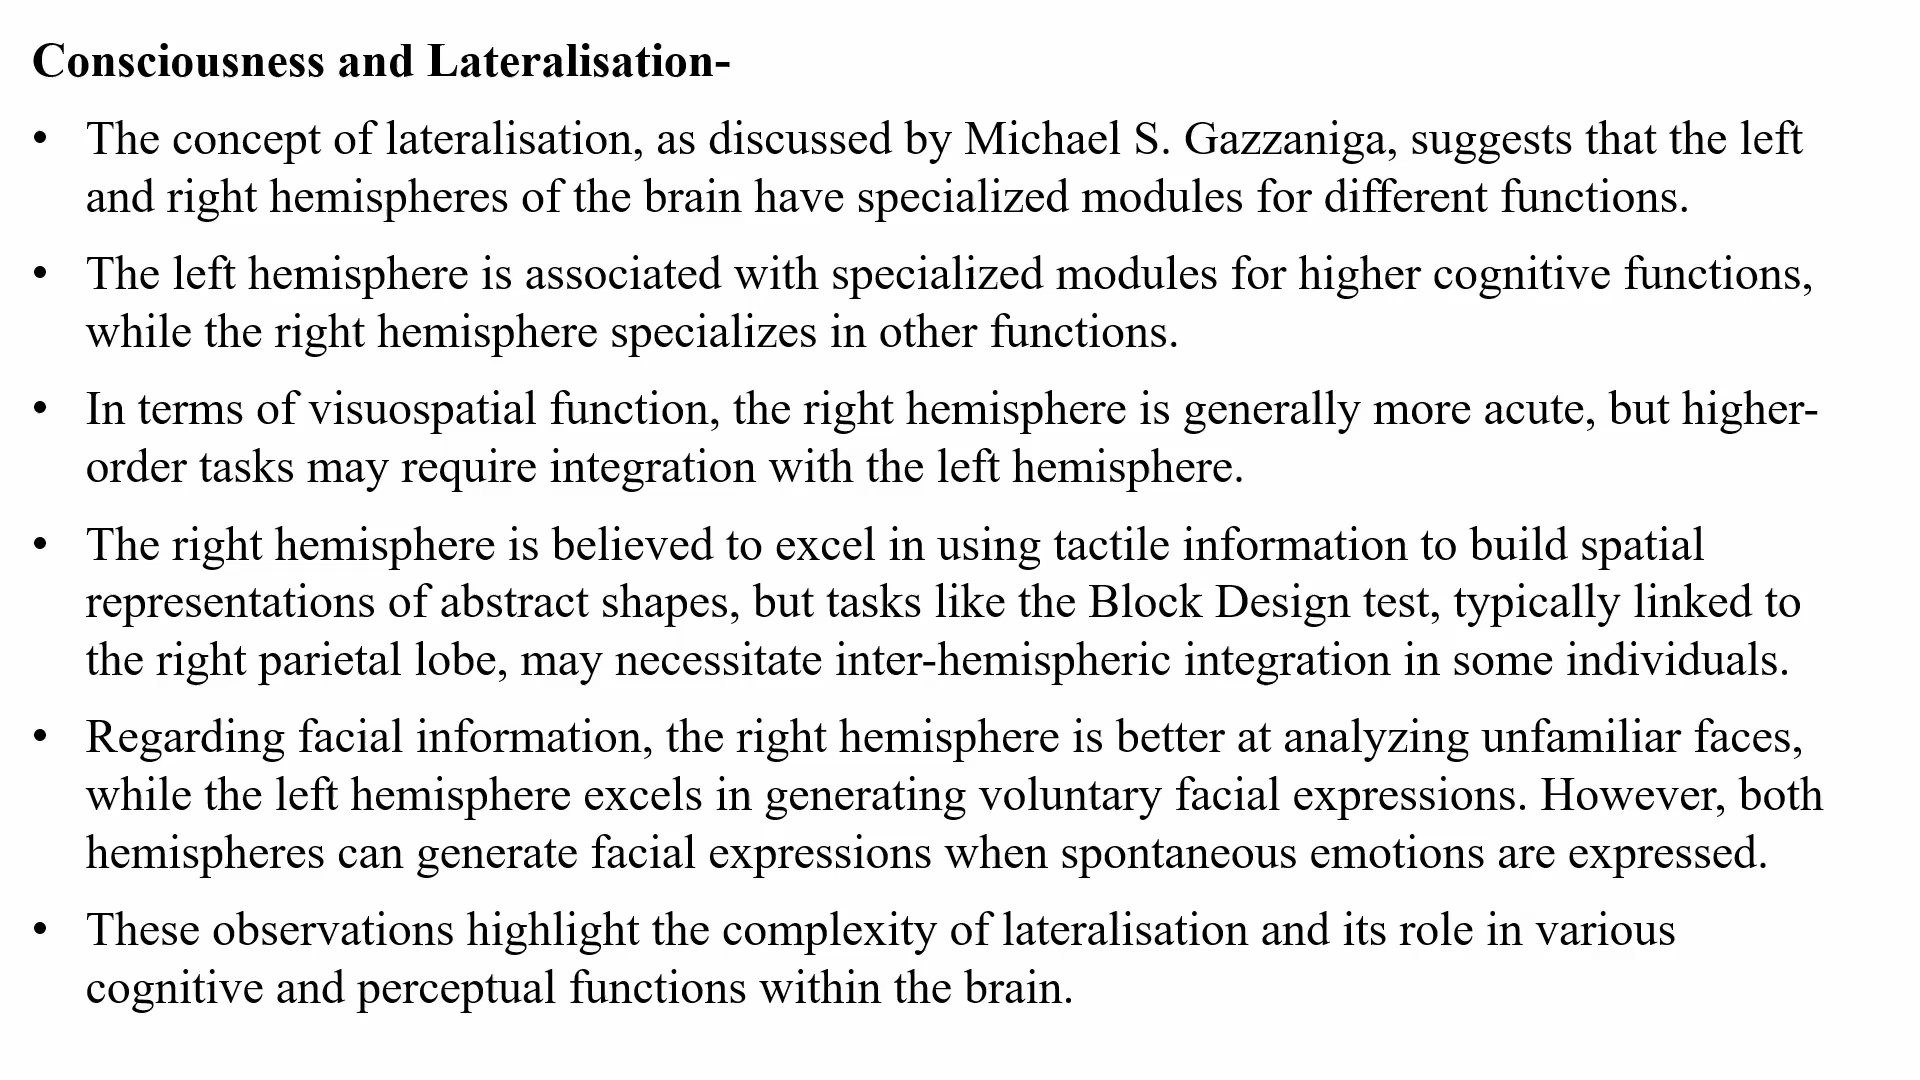 Consciousness and Lateralisation-
• The concept of lateralisation, as discussed by Michael S. Gazzaniga, suggests that the left
and right hemispheres of the brain have specialized modules for different functions.
• The left hemisphere is associated with specialized modules for higher cognitive functions,
while the right hemisphere specializes in other functions.
• In terms of visuospatial function, the right hemisphere is generally more acute, but higher-
order tasks may require integration with the left hemisphere.
• The right hemisphere is believed to excel in using tactile information to build spatial
representations of abstract shapes, but tasks like the Block Design test, typically linked to
the right parietal lobe, may necessitate inter-hemispheric integration in some individuals.
• Regarding facial information, the right hemisphere is better at analyzing unfamiliar faces,
while the left hemisphere excels in generating voluntary facial expressions. However, both
hemispheres can generate facial expressions when spontaneous emotions are expressed.
• These observations highlight the complexity of lateralisation and its role in various
cognitive and perceptual functions within the brain.